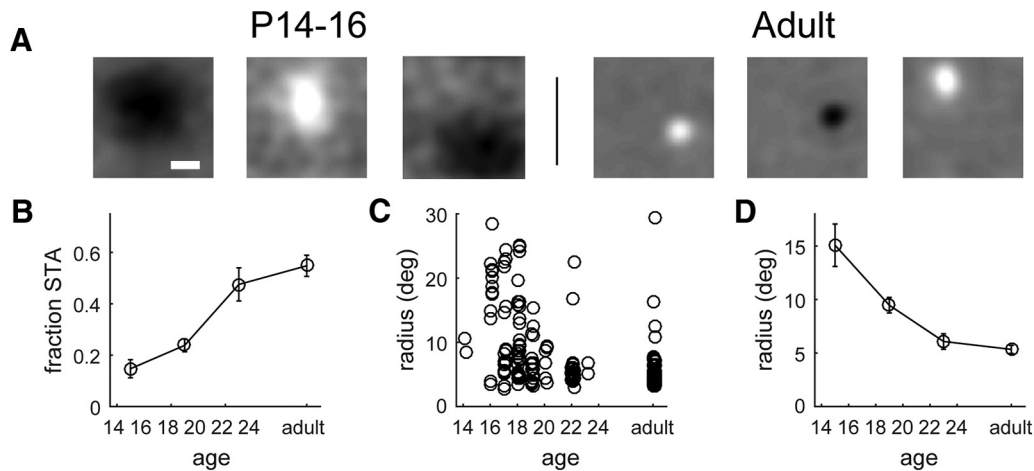 P14-16
Adult
A
B
fraction STA
0.6
0.4
0.2
0
14 16 18 20 22 24 adult
age
C
radius (deg)
30
20
10
0
14 16 18 20 22 24 adult
age
D
radius (deg)
15
10
5
0
14 16 18 20 22 24 adult
age